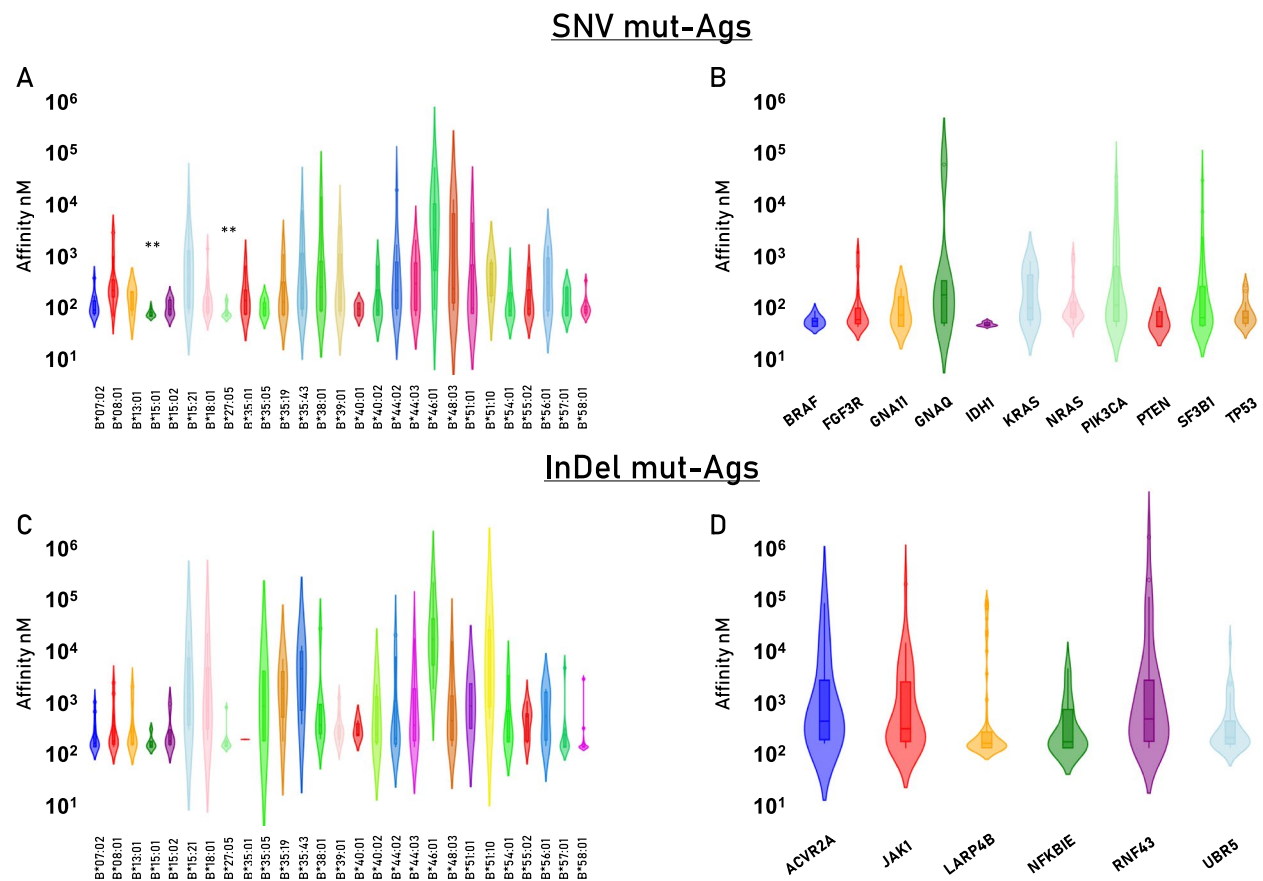 SNV mut-Ags
A
Affinity nM
10⁶
10⁵
10⁴
10³
10²
10¹
**
**
B*07:02
B*08:01
B*13:01
B*15:01
B*15:02
B*15:21
B*18:01
B*27:05
B*35:01
B*35:05
B*35:19
B*35:43
B*38:01
B*39:01
B*40:01
B*40:02
B*44:02
B*44:03
B*46:01
B*48:03
B*51:01
B*51:10
B*54:01
B*55:02
B*56:01
B*57:01
B*58:01
B
Affinity nM
10⁶
10⁵
10⁴
10³
10²
10¹
BRAF
FGF3R
GNA11
GNAQ
IDH1
KRAS
NRAS
PIK3CA
PTEN
SF3B1
TP53
InDel mut-Ags
C
Affinity nM
10⁶
10⁵
10⁴
10³
10²
10¹
B*07:02
B*08:01
B*13:01
B*15:01
B*15:02
B*15:21
B*18:01
B*27:05
B*35:01
B*35:05
B*35:19
B*35:43
B*38:01
B*39:01
B*40:01
B*40:02
B*44:02
B*44:03
B*46:01
B*48:03
B*51:01
B*51:10
B*54:01
B*55:02
B*56:01
B*57:01
B*58:01
D
Affinity nM
10⁶
10⁵
10⁴
10³
10²
10¹
ACVR2A
JAK1
LARP4B
NFKBIE
RNF43
UBR5